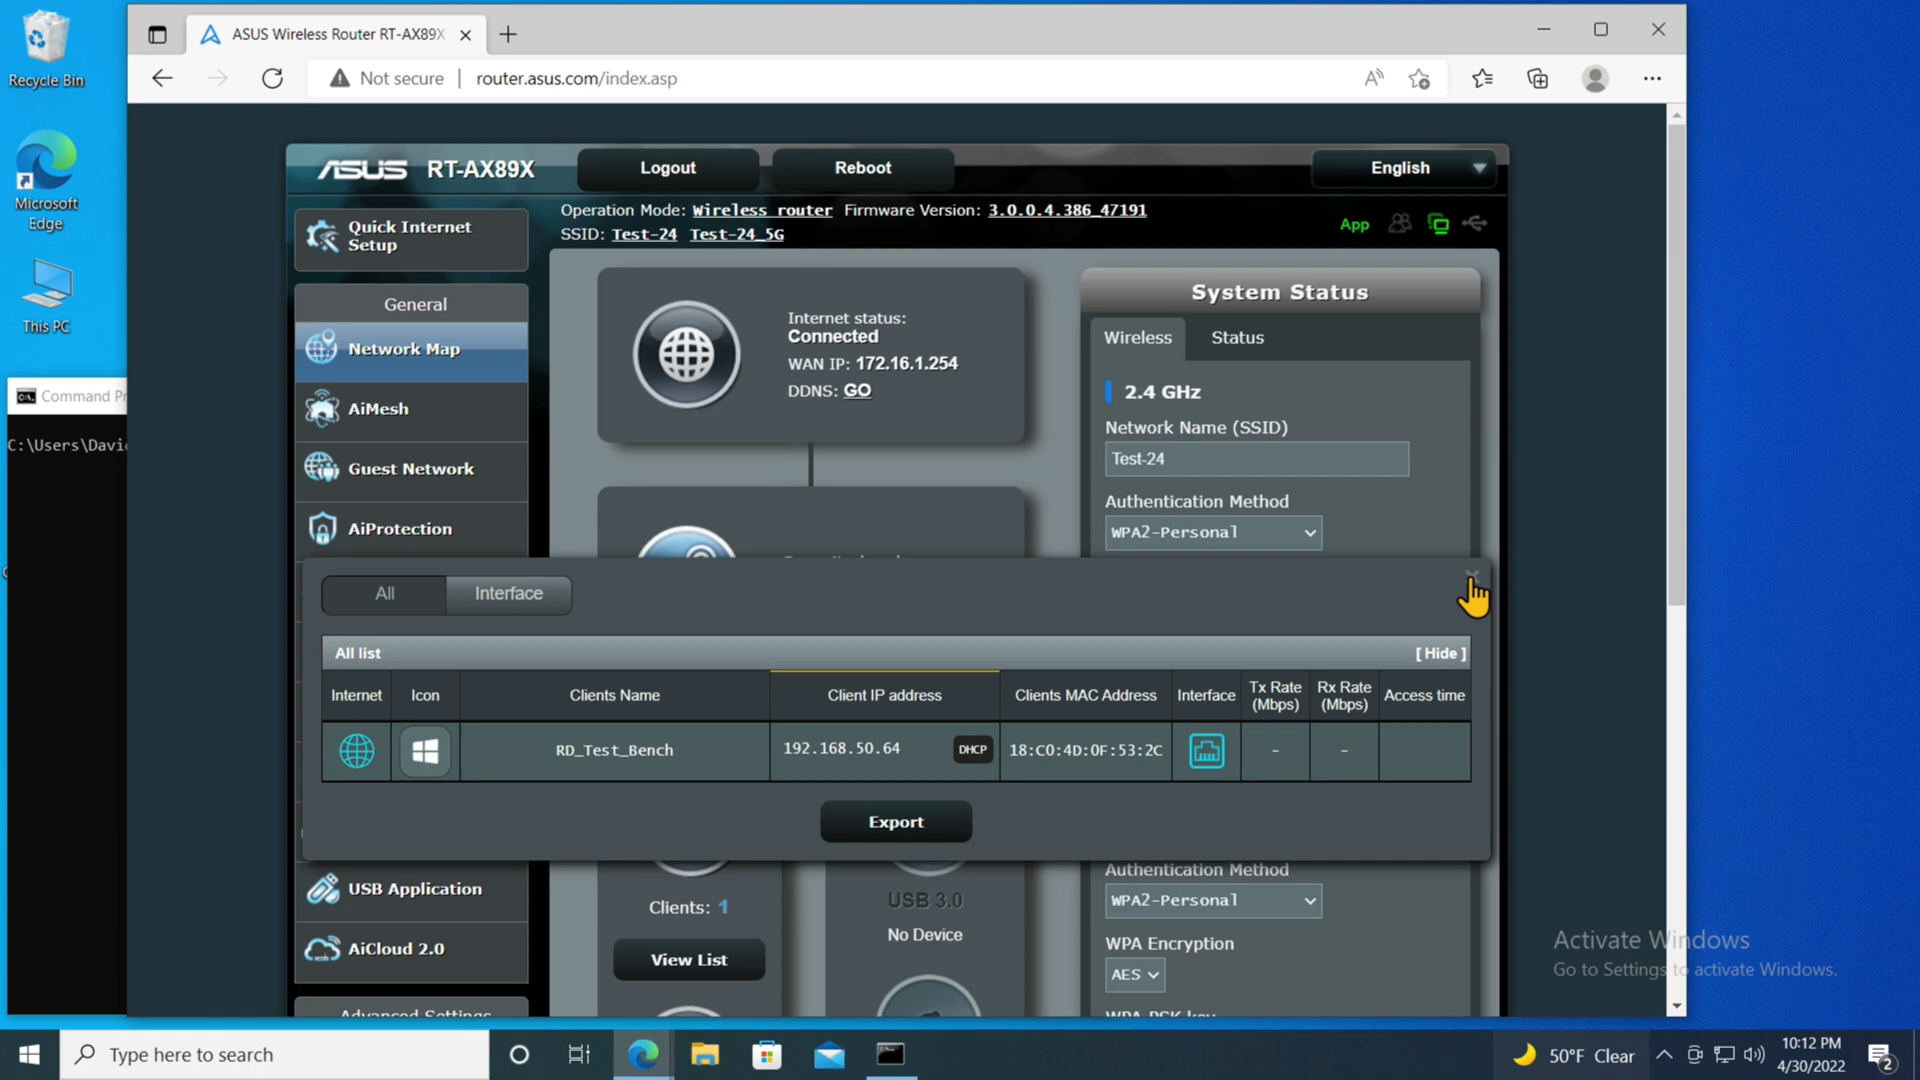 Recycle Bin
Microsoft
Edge
This PC
Command Pr
C:\Users\Davi
ASUS Wireless Router RT-AX89X
Not secure
router.asus.com/index.asp
ASUS RT-AX89X
Logout
Reboot
English
Operation Mode: Wireless router Firmware Version: 3.0.0.4.386_47191
SSID: Test-24 Test-24_5G
App
Quick Internet
Setup
General
Network Map
AiMesh
Guest Network
AiProtection
Internet status:
Connected
WAN IP: 172.16.1.254
DDNS: GO
System Status
Wireless Status
2.4 GHz
Network Name (SSID)
Test-24
Authentication Method
WPA2-Personal
All Interface
All list [ Hide ]
Internet Icon Clients Name Client IP address Clients MAC Address Interface Tx Rate (Mbps) Rx Rate (Mbps) Access time
RD_Test_Bench 192.168.50.64 DHCP 18:C0:4D:0F:53:2C - -
Export
USB Application
AiCloud 2.0
Advanced Settings
Clients: 1
View List
USB 3.0
No Device
Authentication Method
WPA2-Personal
WPA Encryption
AES
WPA-PSK key
Activate Windows
Go to Settings to activate Windows.
Type here to search
50°F Clear
10:12 PM
4/30/2022
2